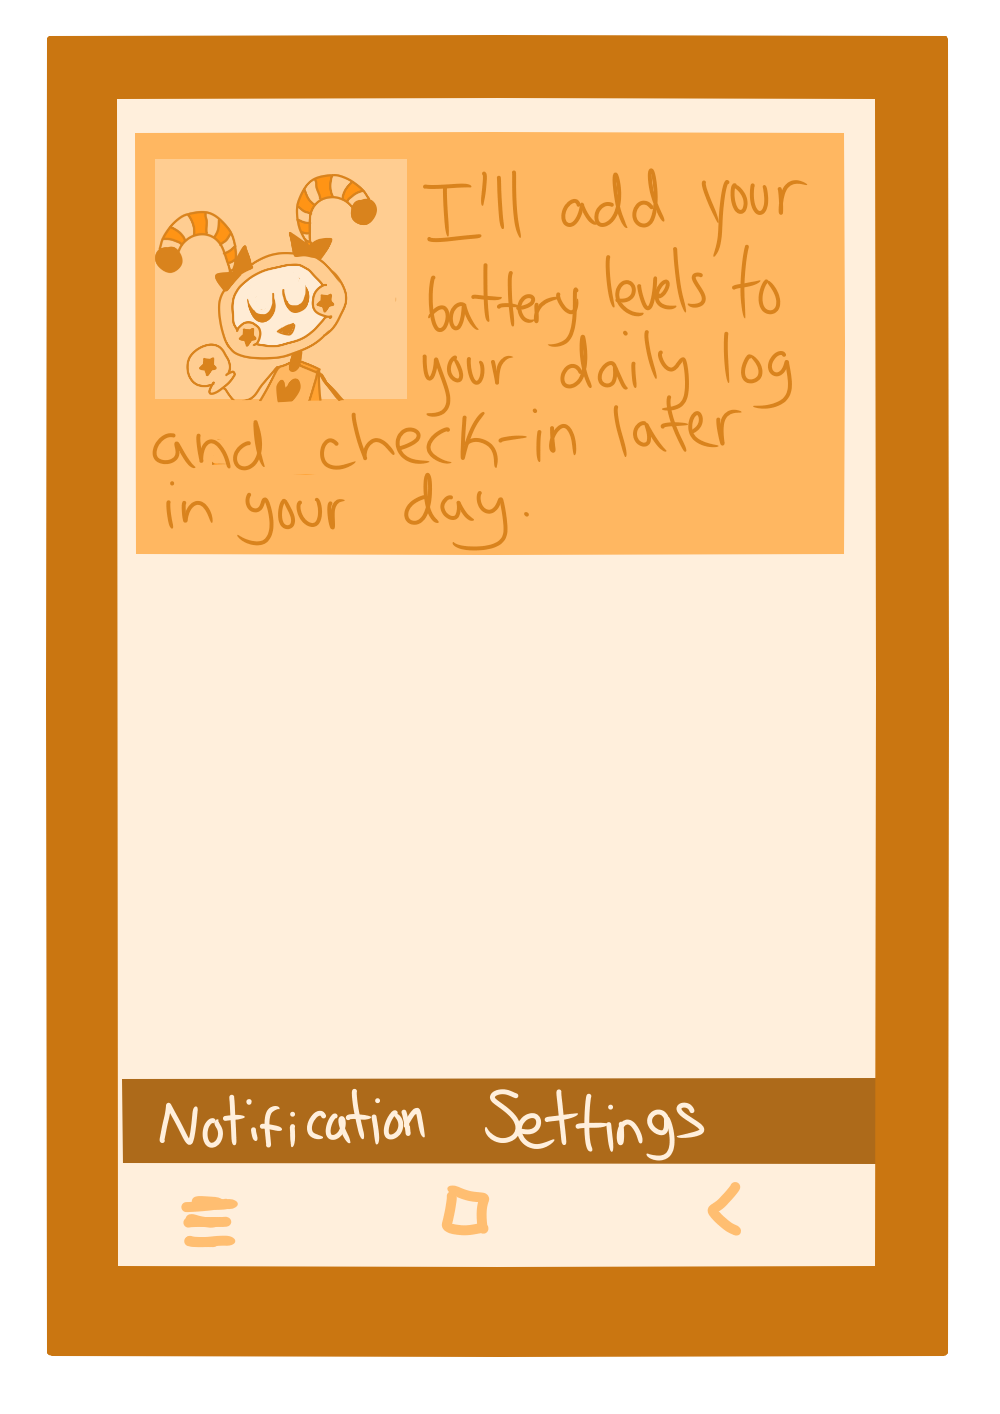 I'll add your
battery levels to
your daily log
and check-in later
in your day.
Notification Settings